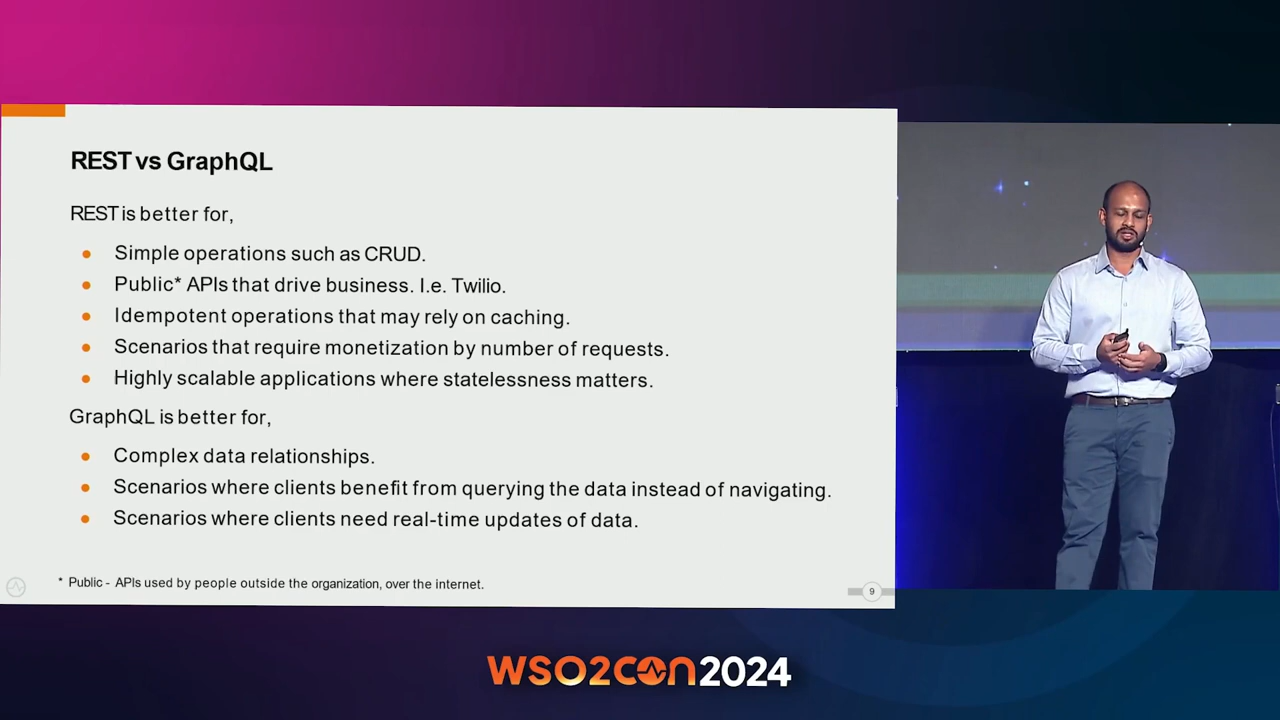 REST vs GraphQL
REST is better for,
Simple operations such as CRUD.
Public* APIs that drive business. I.e. Twilio.
Idempotent operations that may rely on caching.
Scenarios that require monetization by number of requests.
Highly scalable applications where statelessness matters.
GraphQL is better for,
Complex data relationships.
Scenarios where clients benefit from querying the data instead of navigating.
Scenarios where clients need real-time updates of data.
* Public - APIs used by people outside the organization, over the internet.
9
WSO2CON2024